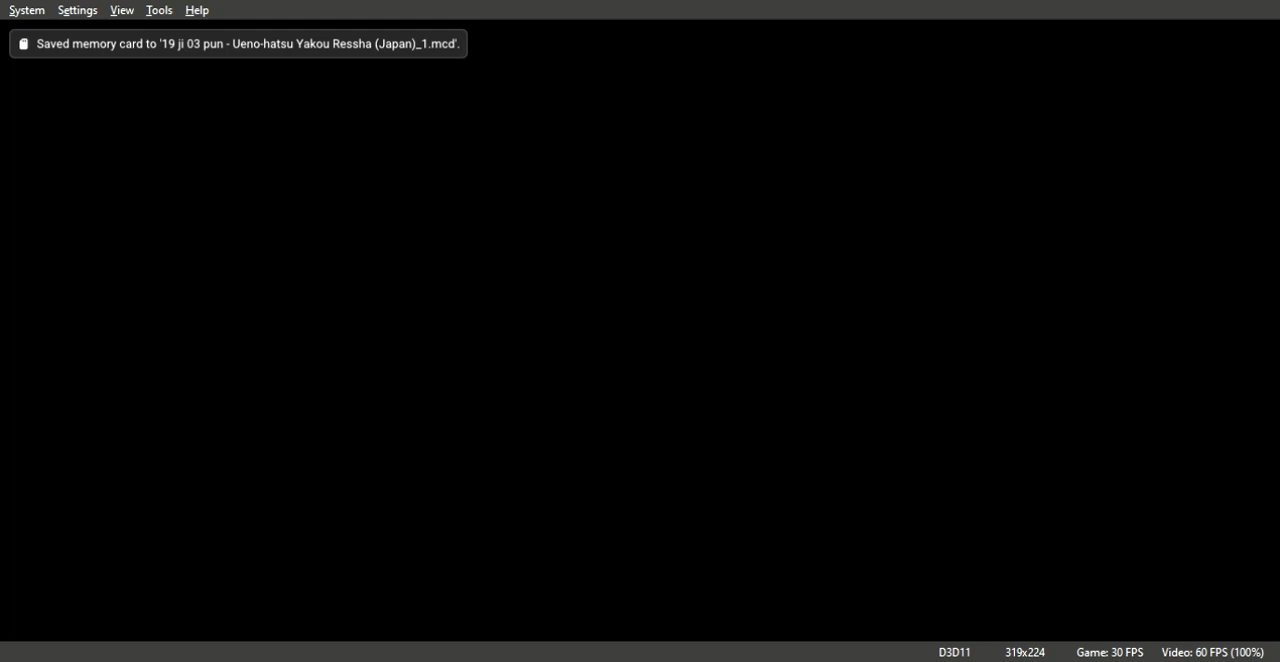 System Settings View Tools Help
Saved memory card to '19 ji 03 pun - Ueno-hatsu Yakou Ressha (Japan)_1.mcd'.
D3D11 319x224 Game: 30 FPS Video: 60 FPS (100%)